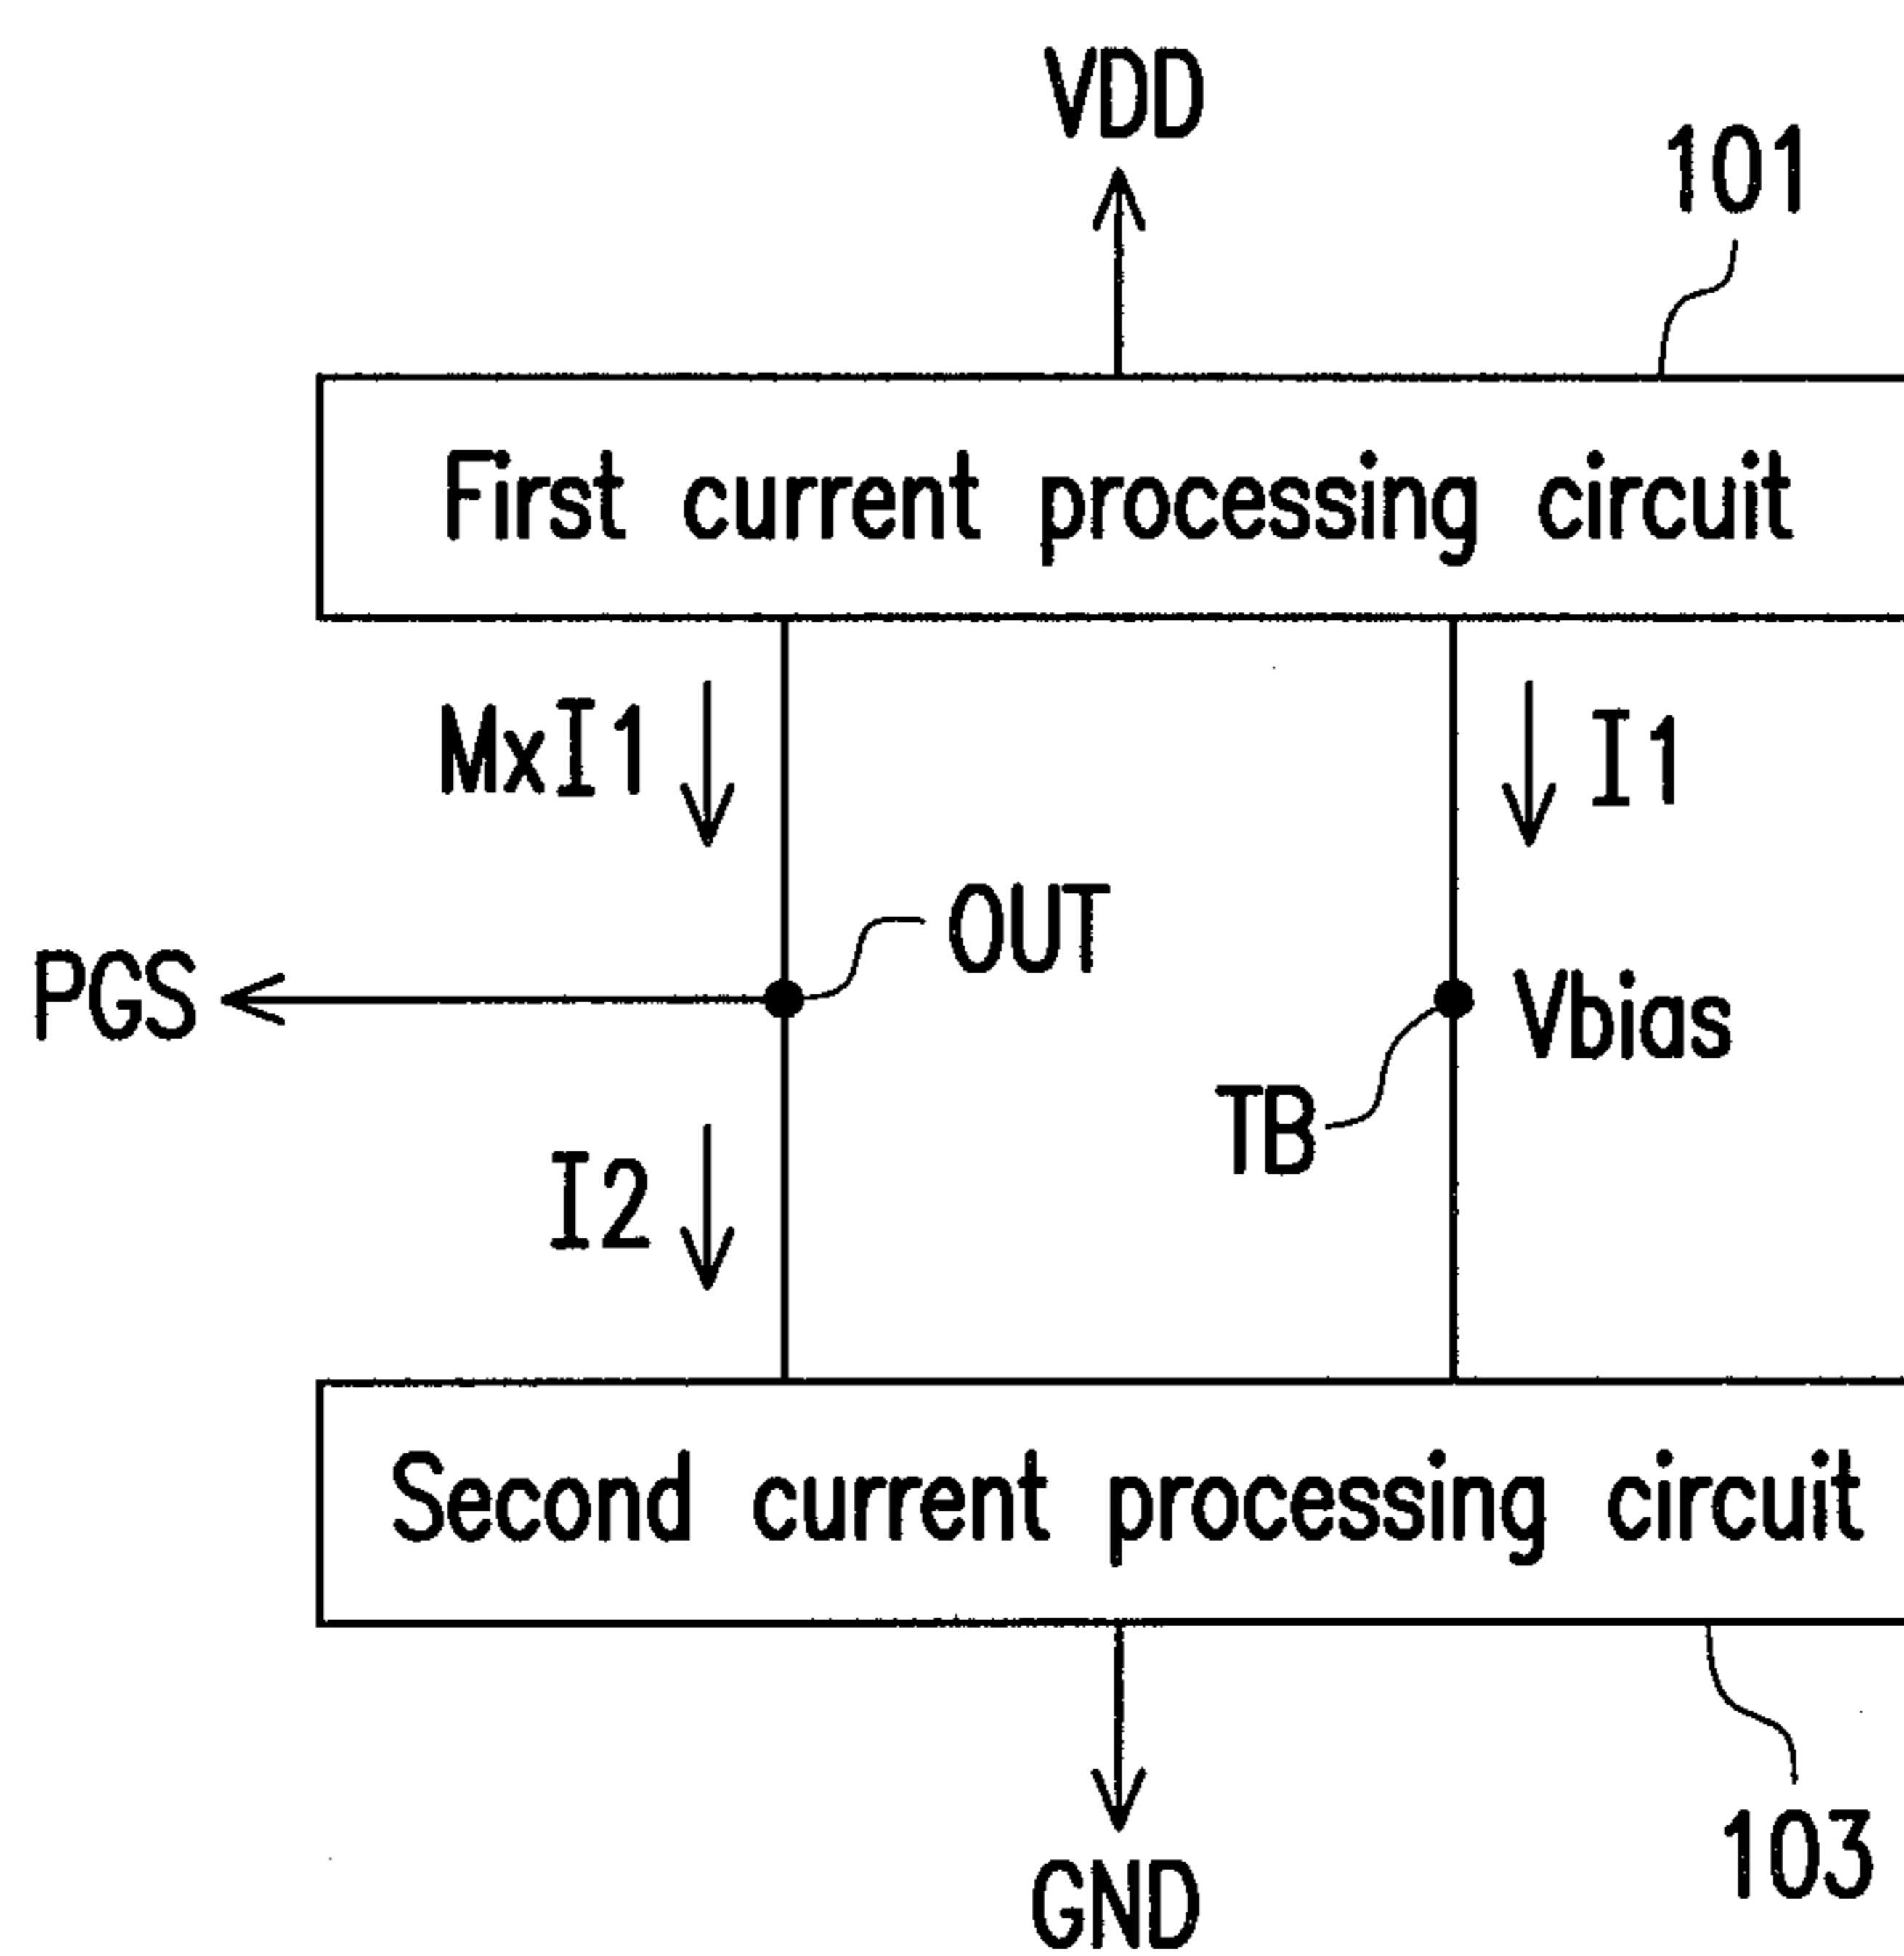 VDD
101
First current processing circuit
MxI1
I1
OUT
PGS
Vbias
TB
I2
Second current processing circuit
103
GND